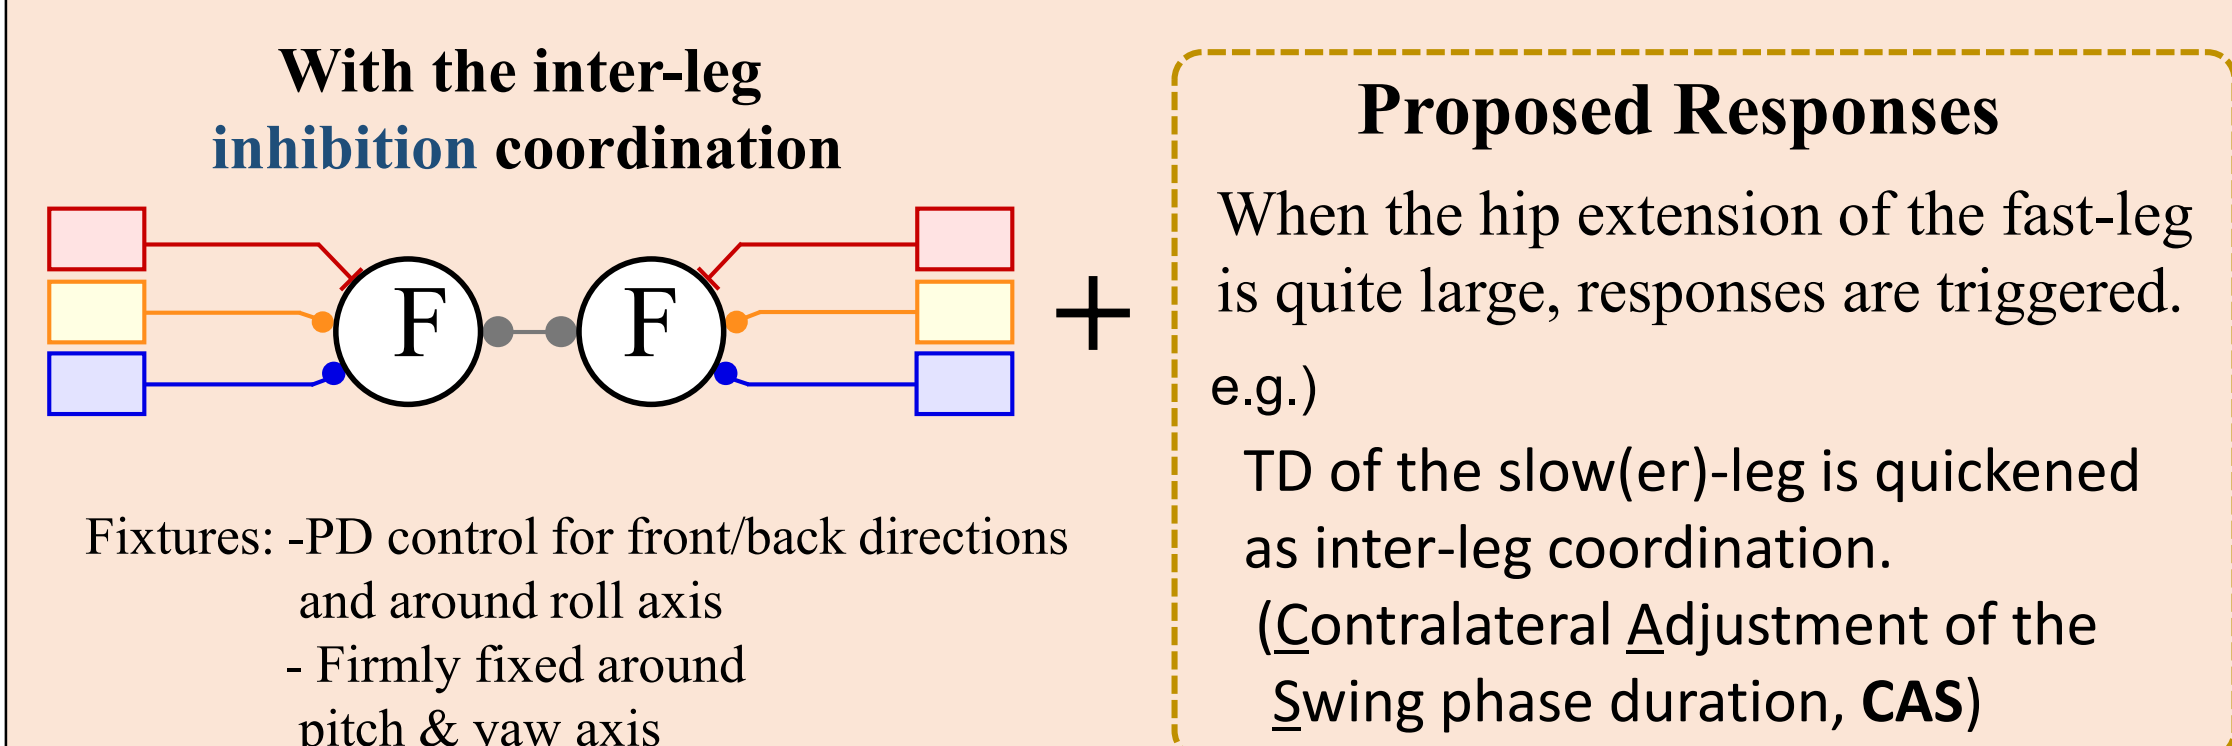 With the inter-leg
inhibition coordination
F F
+
Fixtures: -PD control for front/back directions
and around roll axis
- Firmly fixed around
pitch & yaw axis
Proposed Responses
When the hip extension of the fast-leg
is quite large, responses are triggered.
e.g.)
TD of the slow(er)-leg is quickened
as inter-leg coordination.
(Contralateral Adjustment of the
Swing phase duration, CAS)